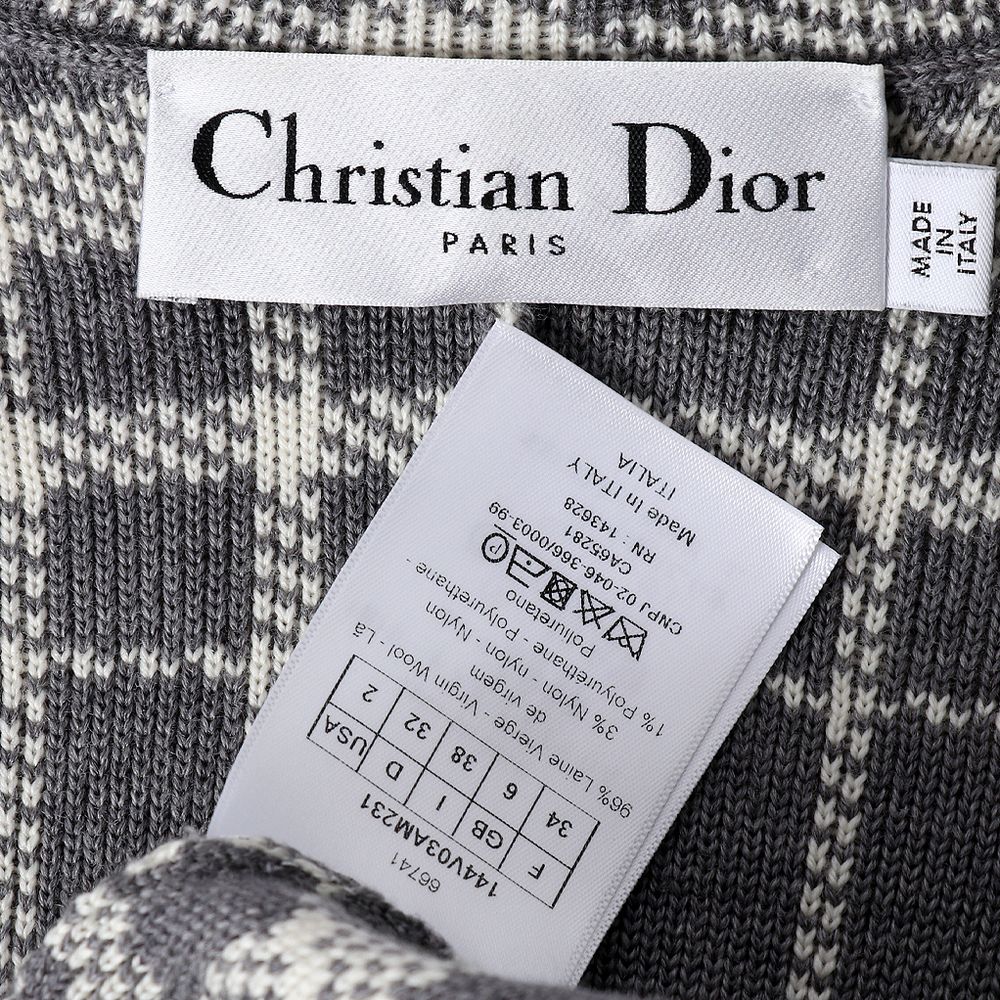 Christian Dior
PARIS
MADE
IN
ITALY
66741
144V03AM231
F GB I D USA
34 6 38 32 2
96% Laine Vierge - Virgin Wool - Lã
de virgem
3% Nylon - nylon - Nylon
1% Polyuréthane - Polyurethane -
Poliuretano
P
CNPJ 02-046-366/0003.99
CA65281
RN : 143628
Made In ITALY
ITALIA